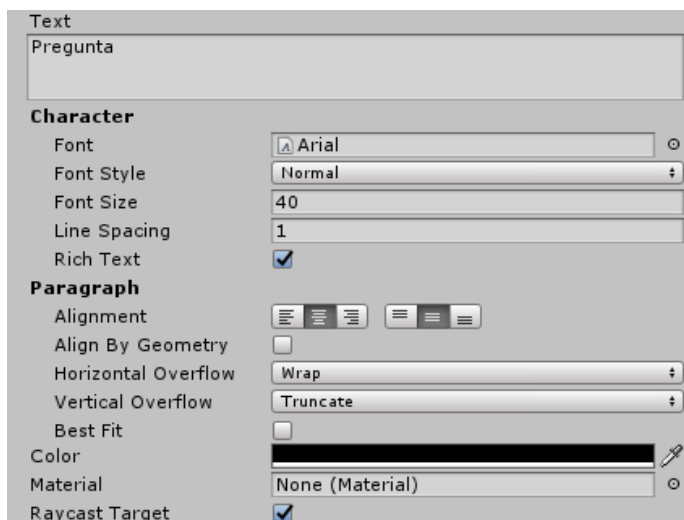 Text
Pregunta
Character
Font Arial
Font Style Normal
Font Size 40
Line Spacing 1
Rich Text
Paragraph
Alignment
Align By Geometry
Horizontal Overflow Wrap
Vertical Overflow Truncate
Best Fit
Color
Material None (Material)
Raycast Target